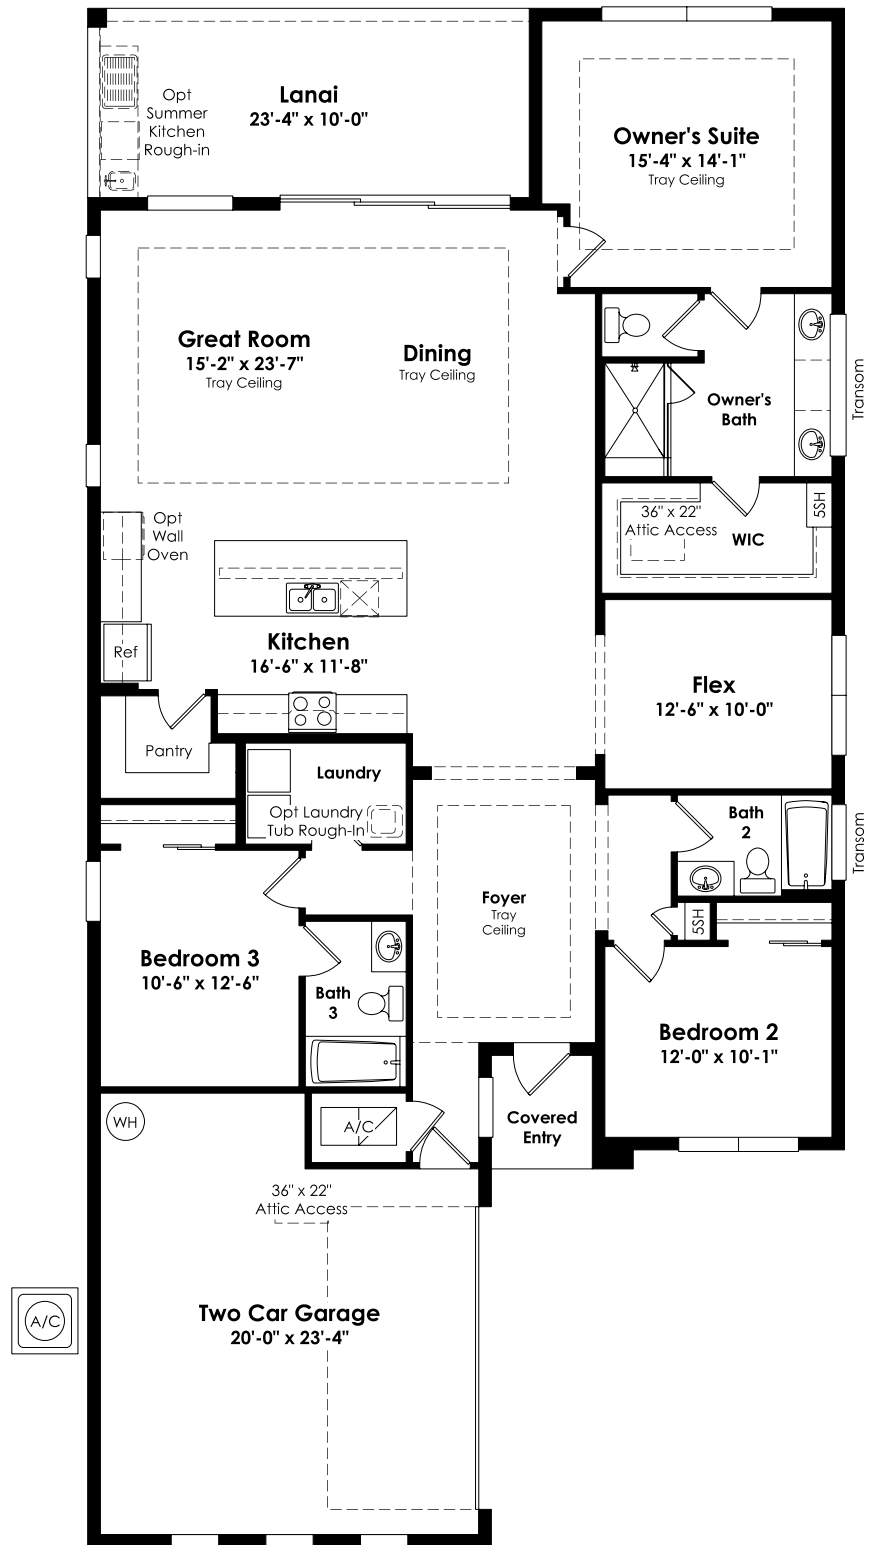 Lanai
23'-4" x 10'-0"
Opt
Summer
Kitchen
Rough-in
Owner's Suite
15'-4" x 14'-1"
Tray Ceiling
Great Room
15'-2" x 23'-7"
Tray Ceiling
Dining
Tray Ceiling
Owner's
Bath
Transom
Opt
Wall
Oven
36" x 22"
Attic Access
WIC
5SH
Ref
Kitchen
16'-6" x 11'-8"
Flex
12'-6" x 10'-0"
Pantry
Laundry
Opt Laundry
Tub Rough-In
Bath
2
Transom
Foyer
Tray
Ceiling
5SH
Bedroom 3
10'-6" x 12'-6"
Bath
3
Bedroom 2
12'-0" x 10'-1"
WH
A/C
Covered
Entry
36" x 22"
Attic Access
Two Car Garage
20'-0" x 23'-4"
A/C